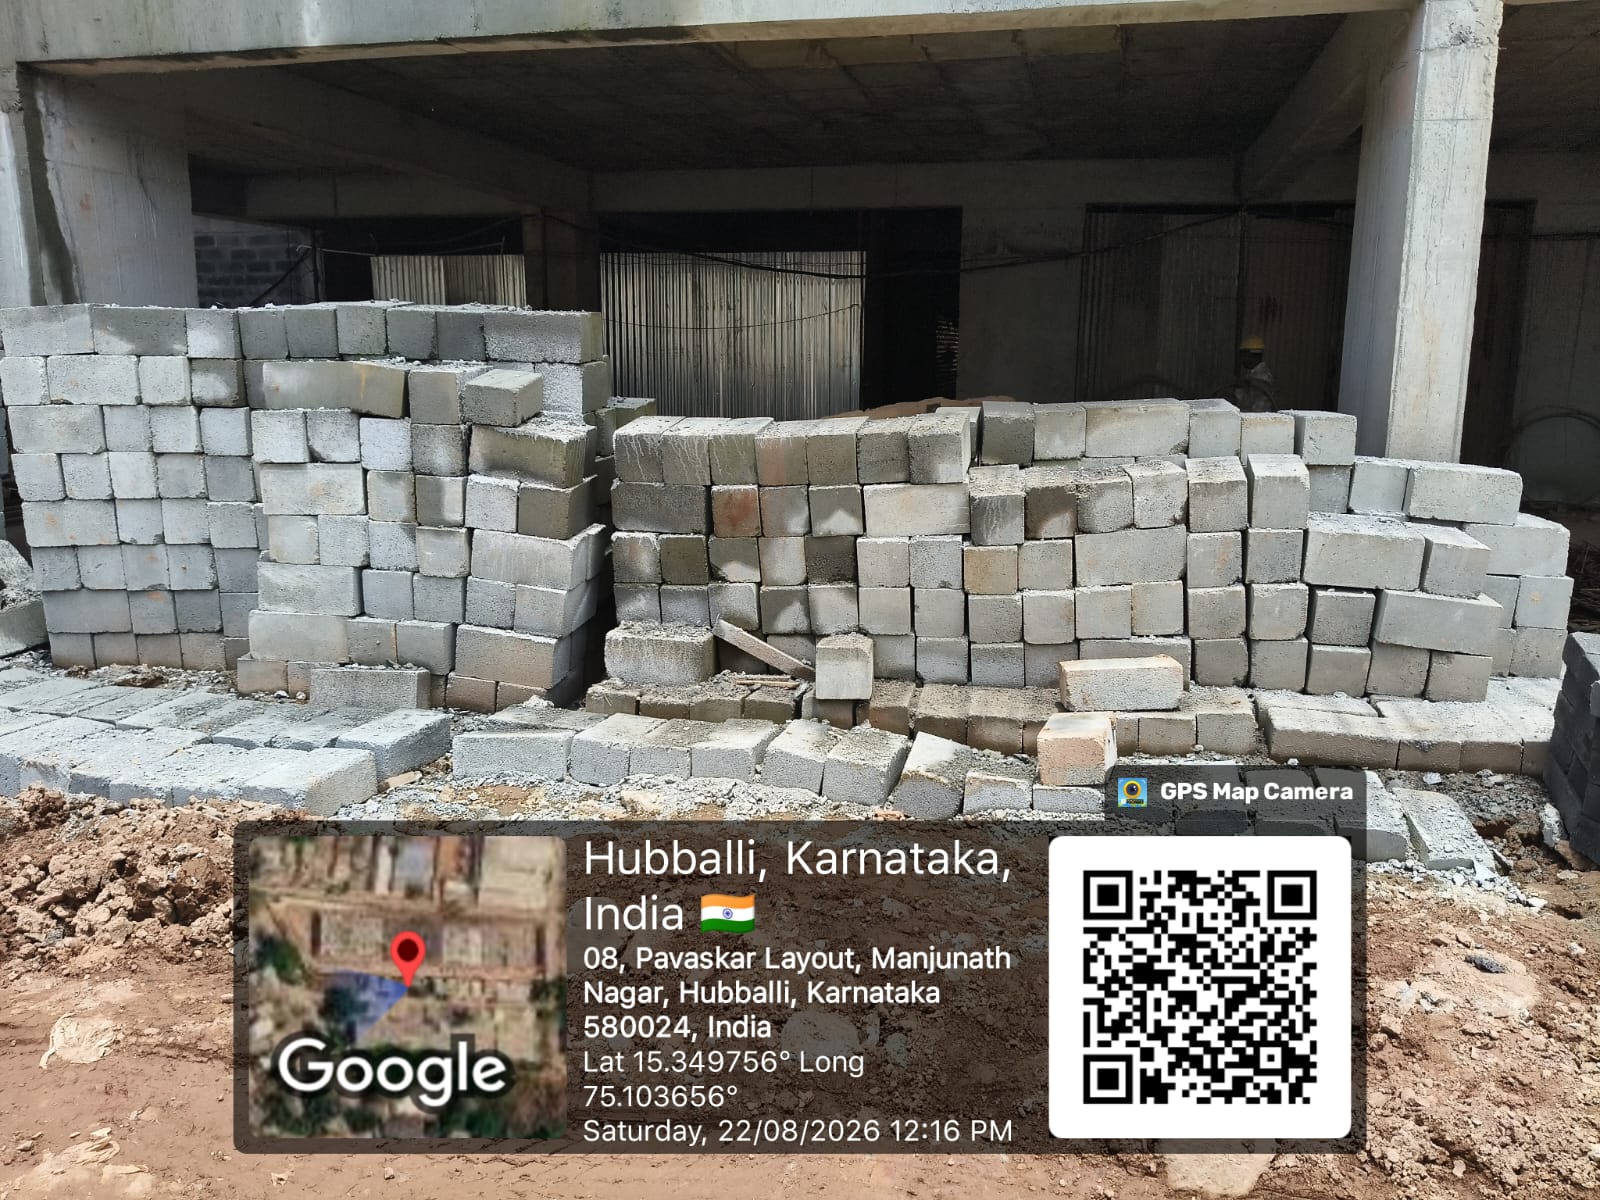 GPS Map Camera
Hubballi, Karnataka,
India
08, Pavaskar Layout, Manjunath
Nagar, Hubballi, Karnataka
580024, India
Lat 15.349756° Long
75.103656°
Saturday, 22/08/2026 12:16 PM
Google